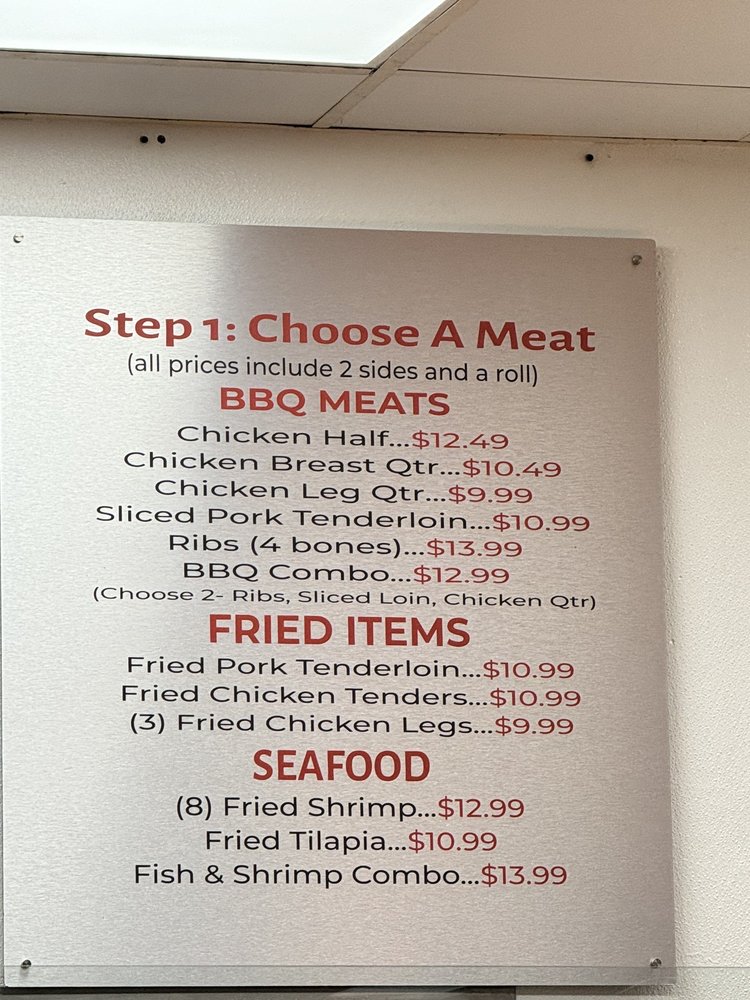 Step 1: Choose A Meat
(all prices include 2 sides and a roll)
BBQ MEATS
Chicken Half...$12.49
Chicken Breast Qtr...$10.49
Chicken Leg Qtr...$9.99
Sliced Pork Tenderloin...$10.99
Ribs (4 bones)...$13.99
BBQ Combo...$12.99
(Choose 2- Ribs, Sliced Loin, Chicken Qtr)
FRIED ITEMS
Fried Pork Tenderloin...$10.99
Fried Chicken Tenders...$10.99
(3) Fried Chicken Legs...$9.99
SEAFOOD
(8) Fried Shrimp...$12.99
Fried Tilapia...$10.99
Fish & Shrimp Combo...$13.99